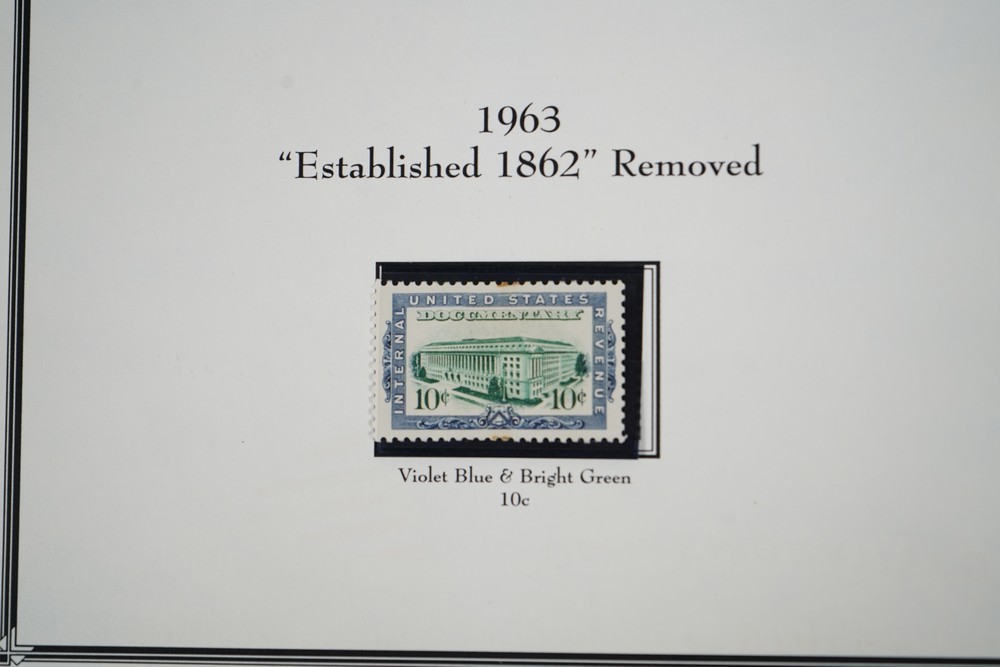 1963
“Established 1862” Removed
UNITED STATES
DOCUMENTARY
INTERNAL
REVENUE
10¢
10¢
Violet Blue & Bright Green
10c